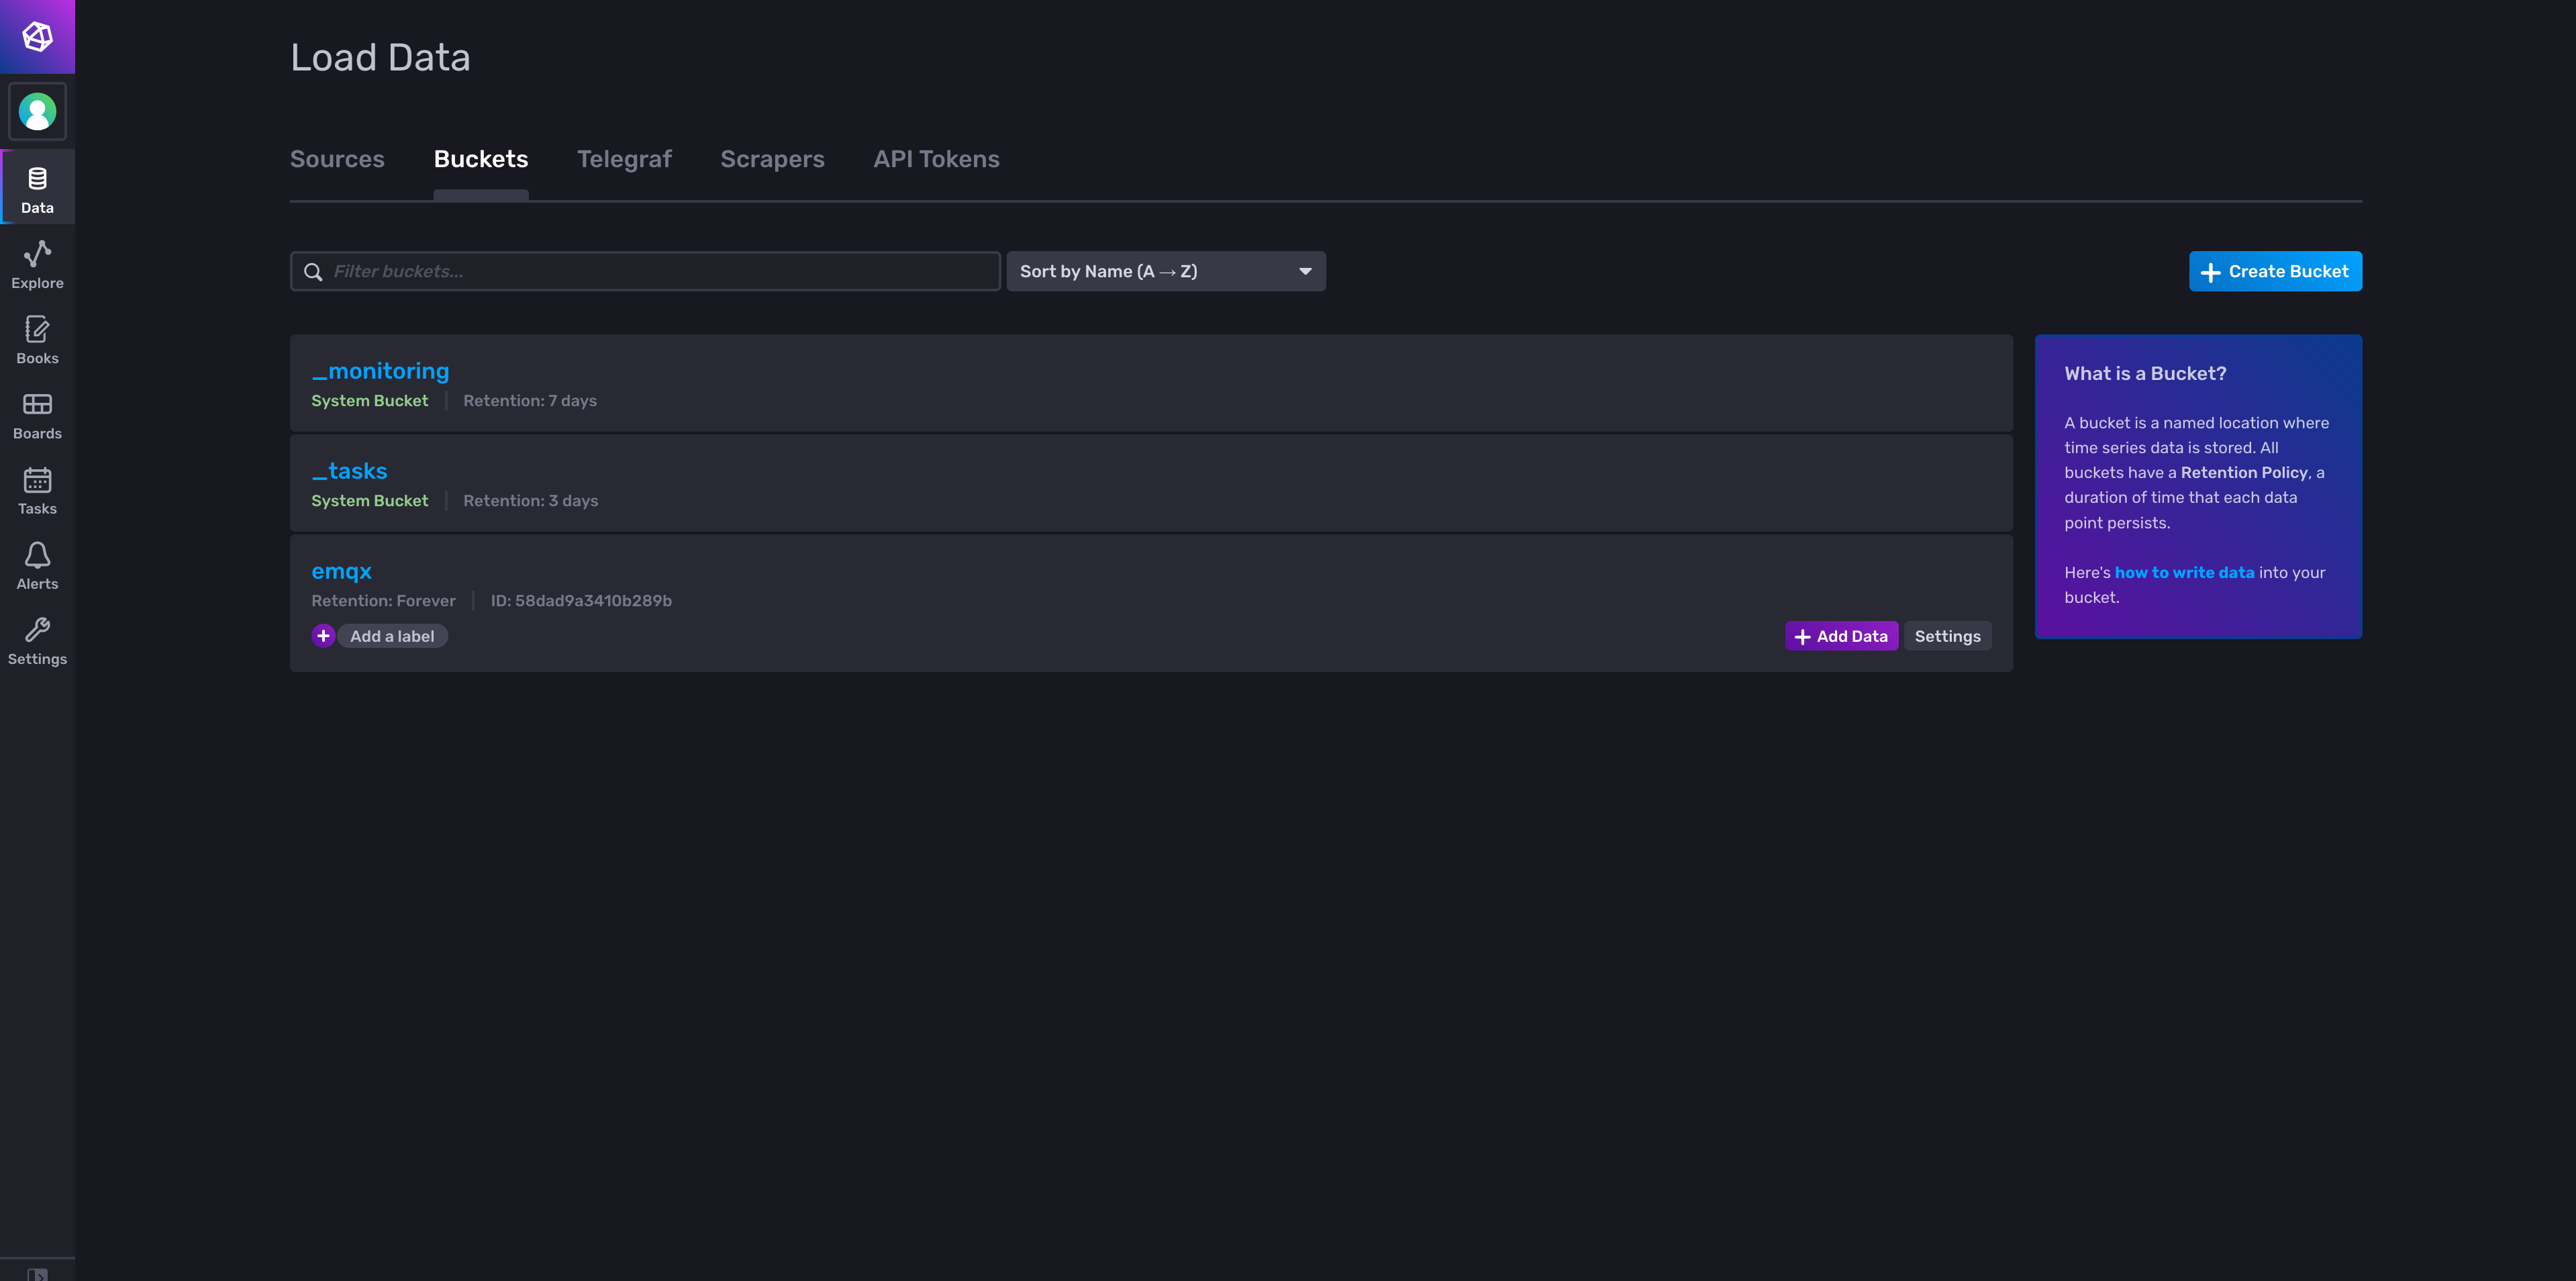 Load Data
Sources
Buckets
Telegraf
Scrapers
API Tokens
Filter buckets...
Sort by Name (A → Z)
Create Bucket
_monitoring
System Bucket
Retention: 7 days
_tasks
System Bucket
Retention: 3 days
emqx
Retention: Forever
ID: 58dad9a3410b289b
Add a label
Add Data
Settings
What is a Bucket?
A bucket is a named location where
time series data is stored. All
buckets have a Retention Policy, a
duration of time that each data
point persists.
Here's how to write data into your
bucket.
Data
Explore
Books
Boards
Tasks
Alerts
Settings